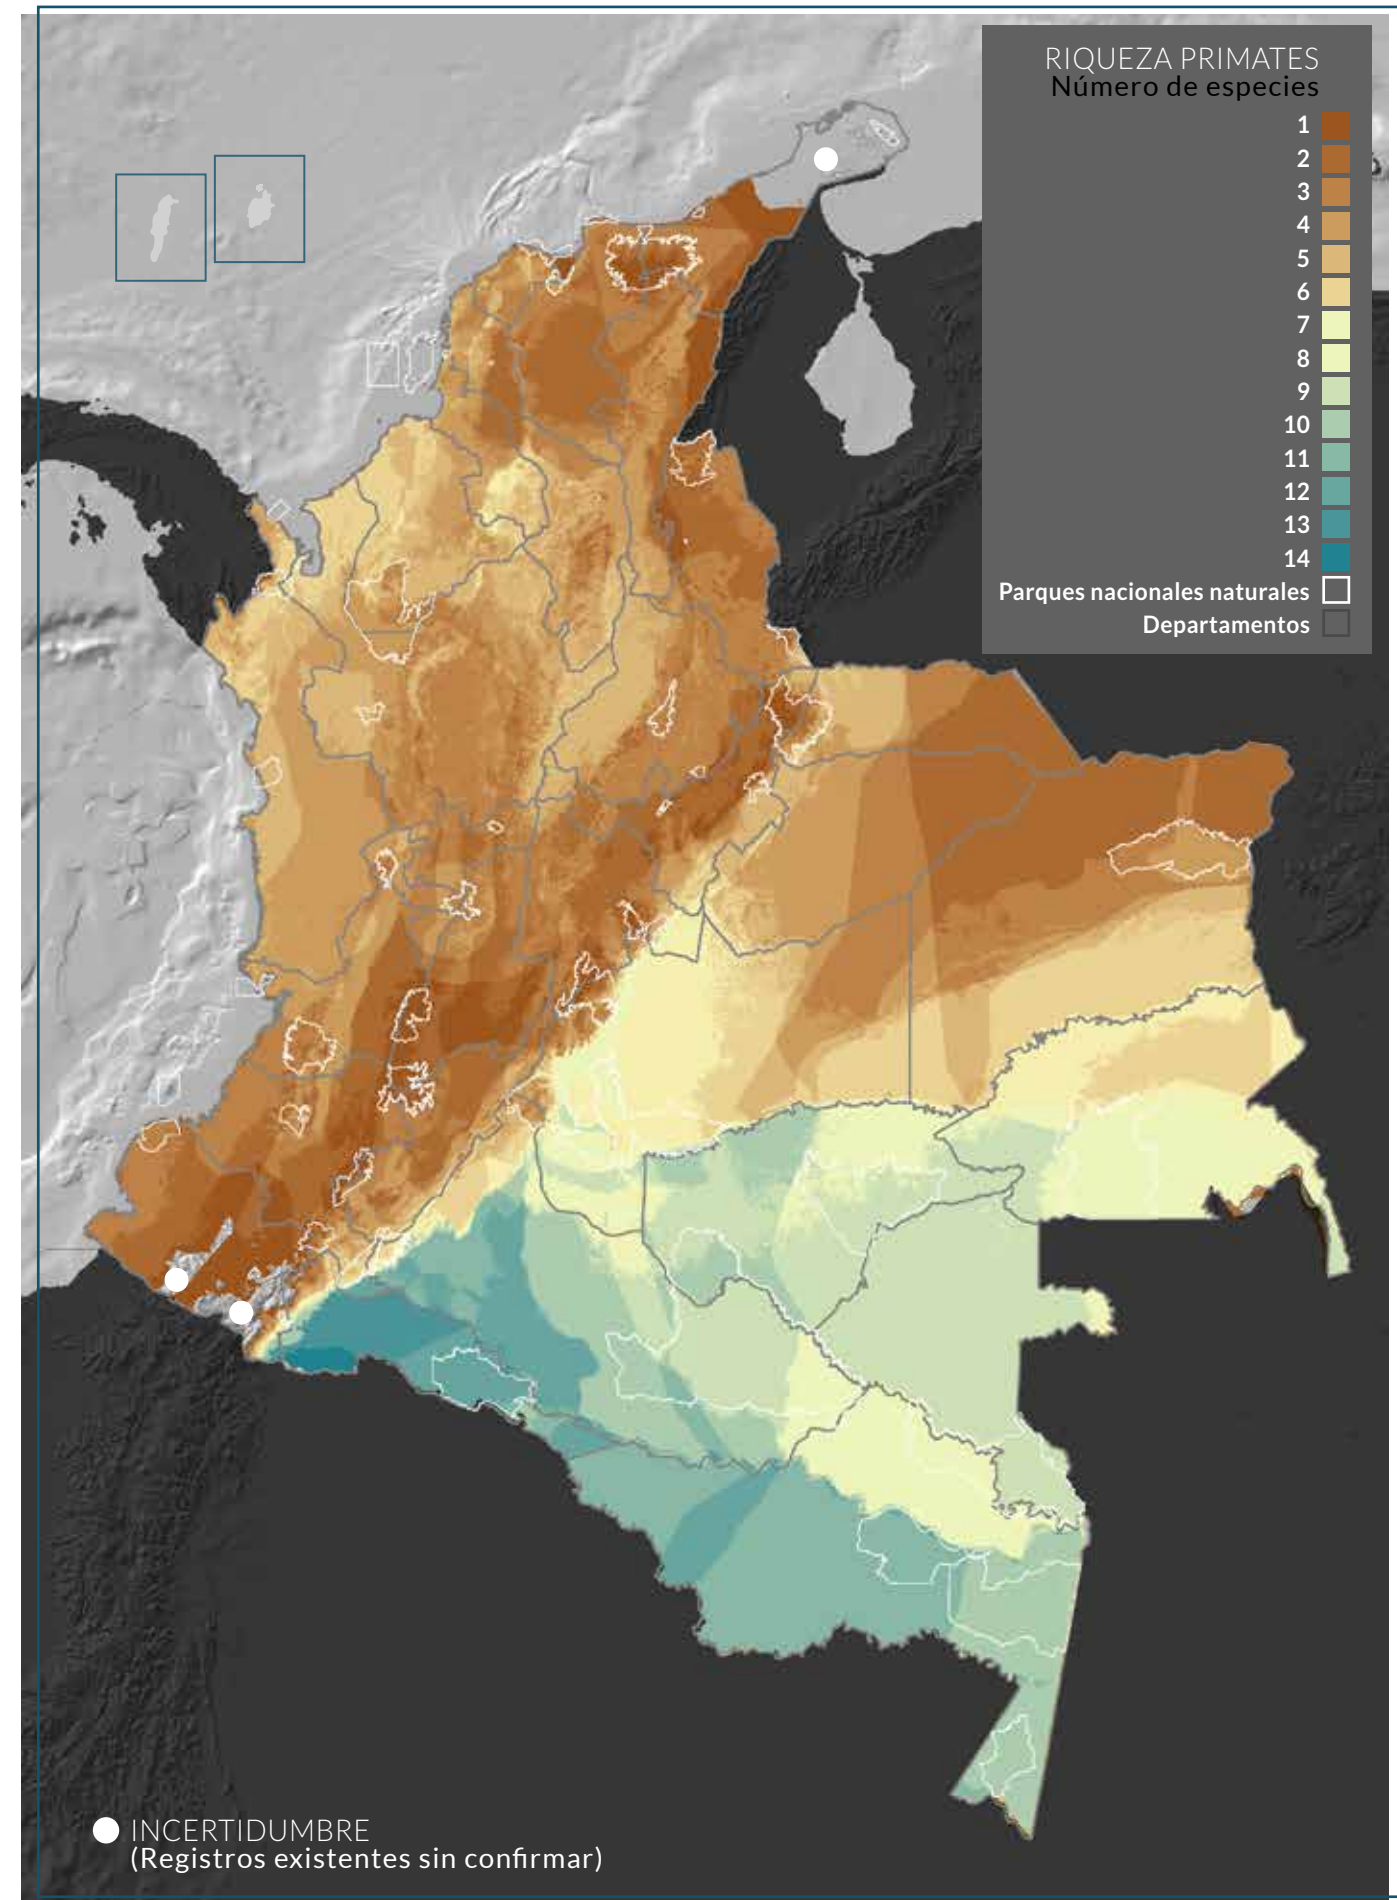 RIQUEZA PRIMATES
Número de especies
1
2
3
4
5
6
7
8
9
10
11
12
13
14
Parques nacionales naturales
Departamentos
INCERTIDUMBRE
(Registros existentes sin confirmar)